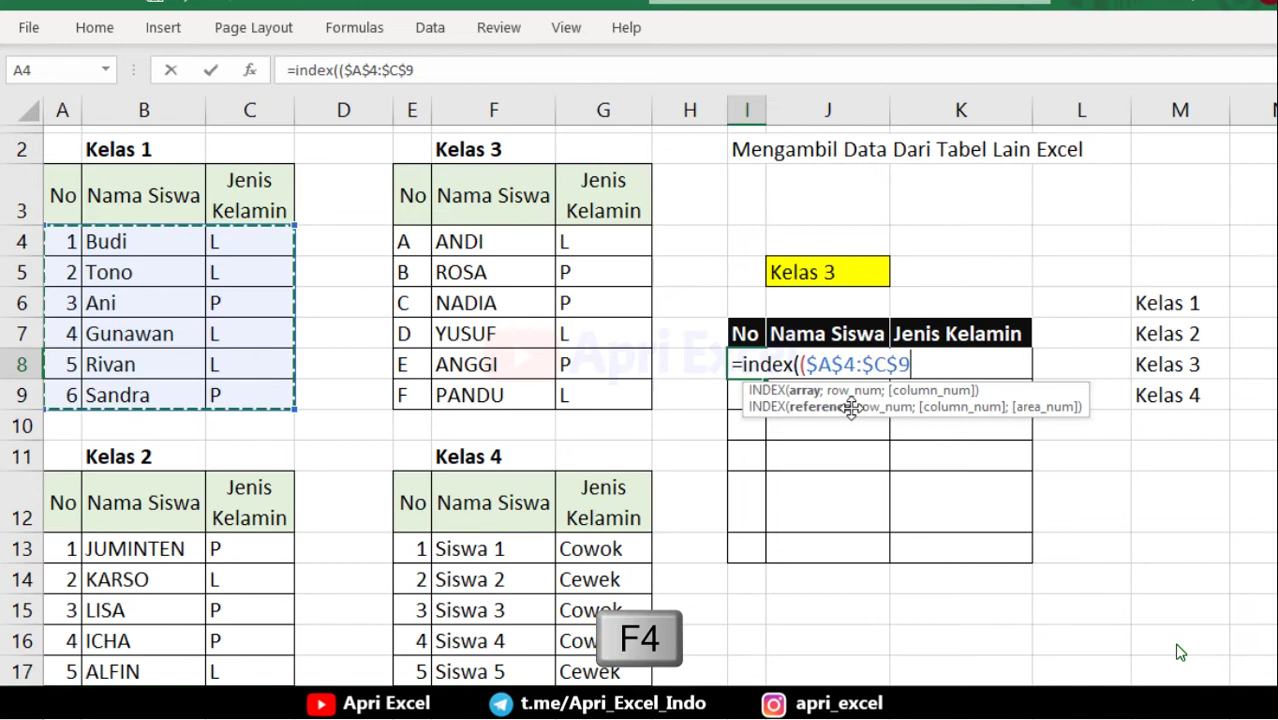 File Home Insert Page Layout Formulas Data Review View Help
A4 fx =index(($A$4:$C$9
A B C D E F G H I J K L M
2 Kelas 1 Kelas 3 Mengambil Data Dari Tabel Lain Excel
3 No Nama Siswa Jenis Kelamin No Nama Siswa Jenis Kelamin
4 1 Budi L A ANDI L
5 2 Tono L B ROSA P Kelas 3
6 3 Ani P C NADIA P Kelas 1
7 4 Gunawan L D YUSUF L No Nama Siswa Jenis Kelamin Kelas 2
8 5 Rivan L E ANGGI P =index(($A$4:$C$9 Kelas 3
9 6 Sandra P F PANDU L Kelas 4
INDEX(array; row_num; [column_num])
INDEX(reference; row_num; [column_num]; [area_num])
10
11 Kelas 2 Kelas 4
12 No Nama Siswa Jenis Kelamin No Nama Siswa Jenis Kelamin
13 1 JUMINTEN P 1 Siswa 1 Cowok
14 2 KARSO L 2 Siswa 2 Cewek
15 3 LISA P 3 Siswa 3 Cowok
16 4 ICHA P 4 Siswa 4
17 5 ALFIN L 5 Siswa 5 Cewek
F4
Apri Excel
Apri Excel t.me/Apri_Excel_Indo apri_excel